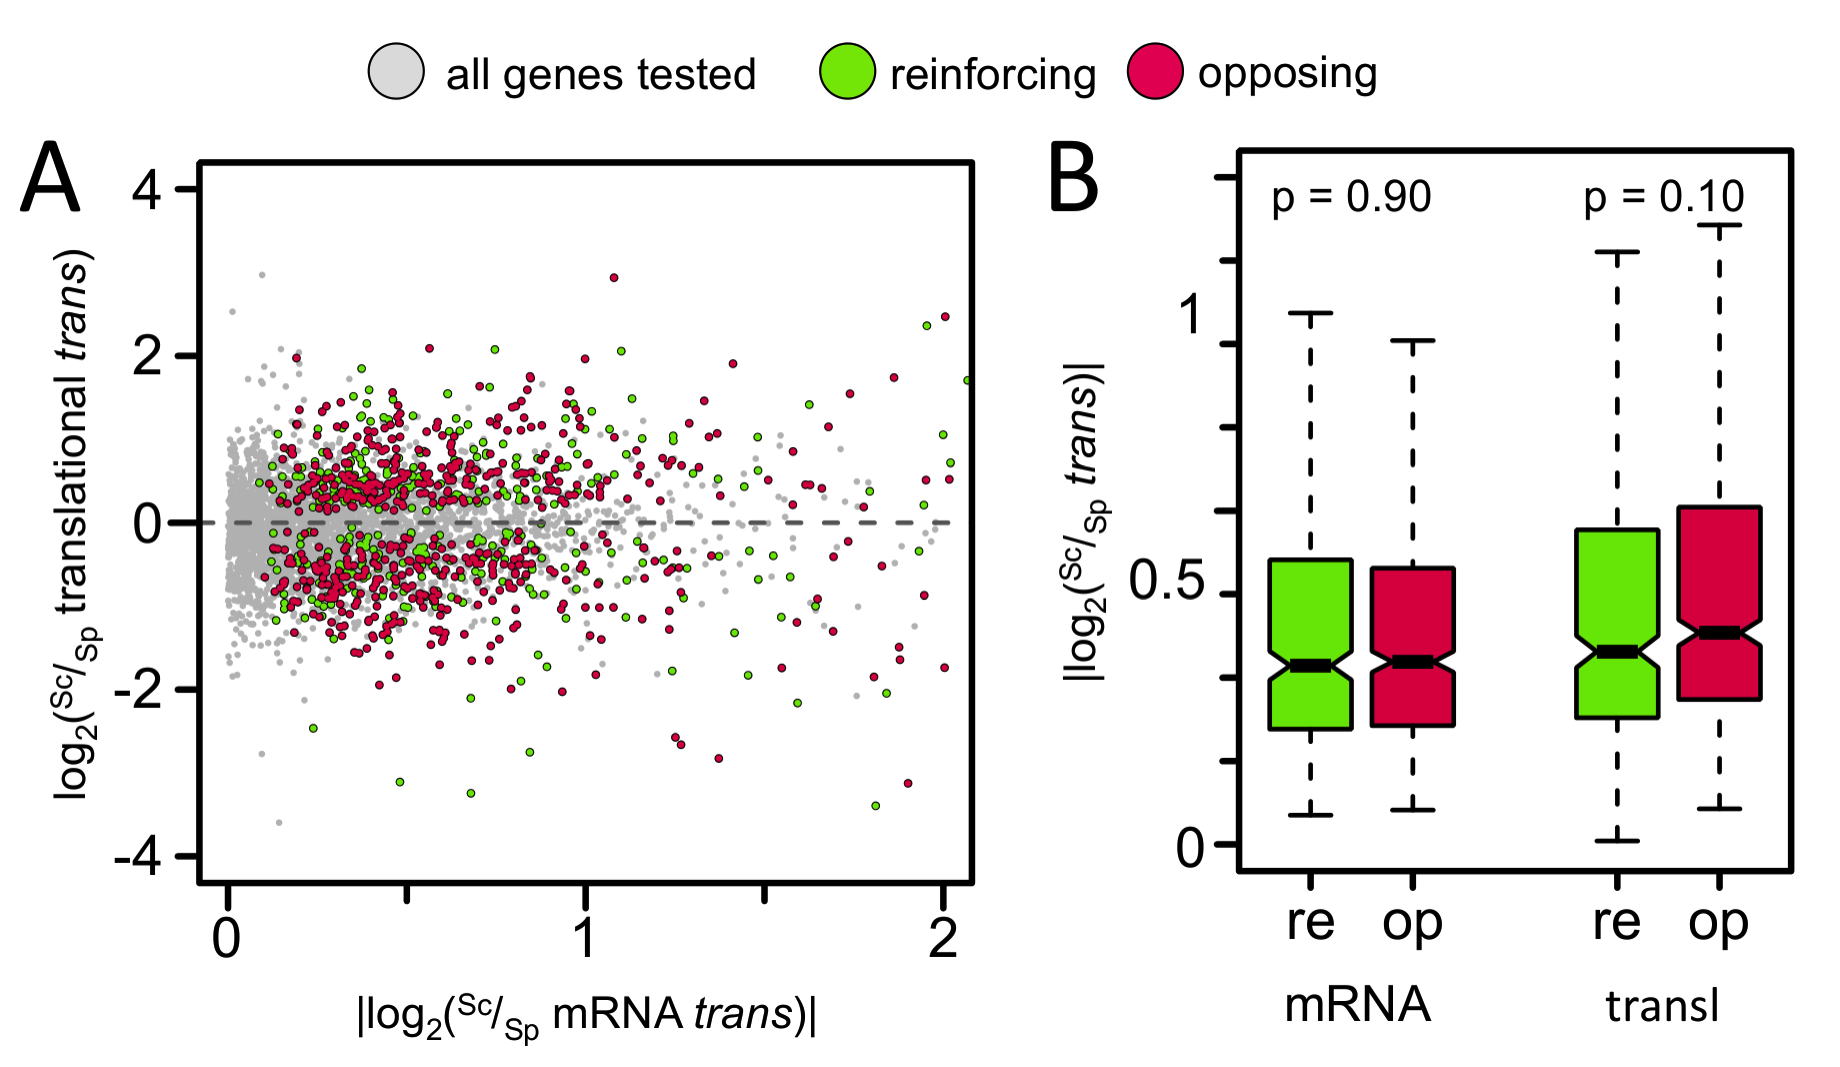 all genes tested reinforcing opposing
A
4
2
0
-2
-4
log2(Sc/Sp translational trans)
0 1 2
|log2(Sc/Sp mRNA trans)|
B
p = 0.90 p = 0.10
1
0.5
0
|log2(Sc/Sp trans)|
re op re op
mRNA transl